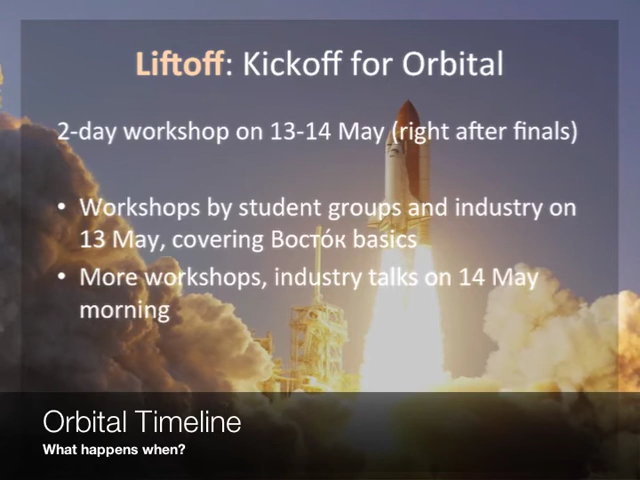 Liftoff: Kickoff for Orbital
2-day workshop on 13-14 May (right after finals)
• Workshops by student groups and industry on
13 May, covering Восто́к basics
• More workshops, industry talks on 14 May
morning
Orbital Timeline
What happens when?